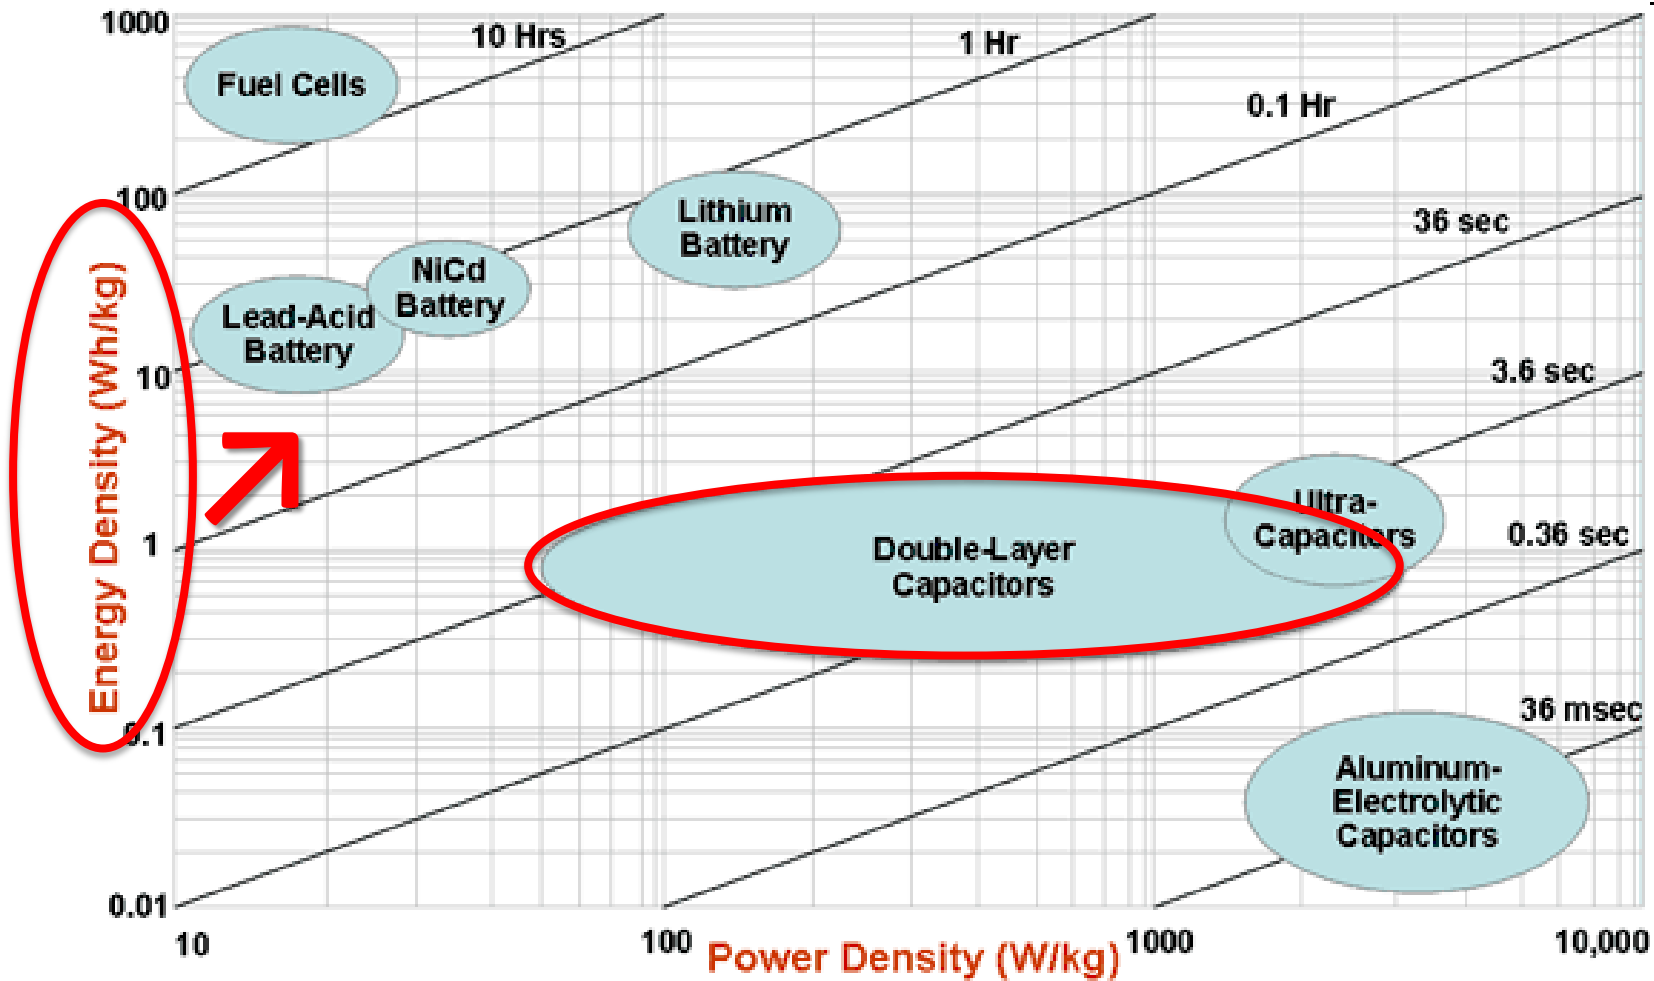 1000
10 Hrs
1 Hr
Fuel Cells
0.1 Hr
100
Lithium
Battery
36 sec
NiCd
Battery
Lead-Acid
Battery
10
3.6 sec
Energy Density (Wh/kg)
Ultra-
Capacitors
1
0.36 sec
Double-Layer
Capacitors
0.1
36 msec
Aluminum-
Electrolytic
Capacitors
0.01
10
100
1000
10,000
Power Density (W/kg)